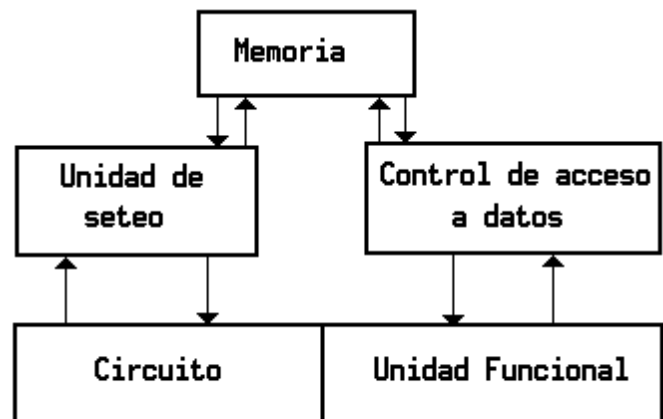 Memoria
Unidad de
seteo
Control de acceso
a datos
Circuito
Unidad Funcional